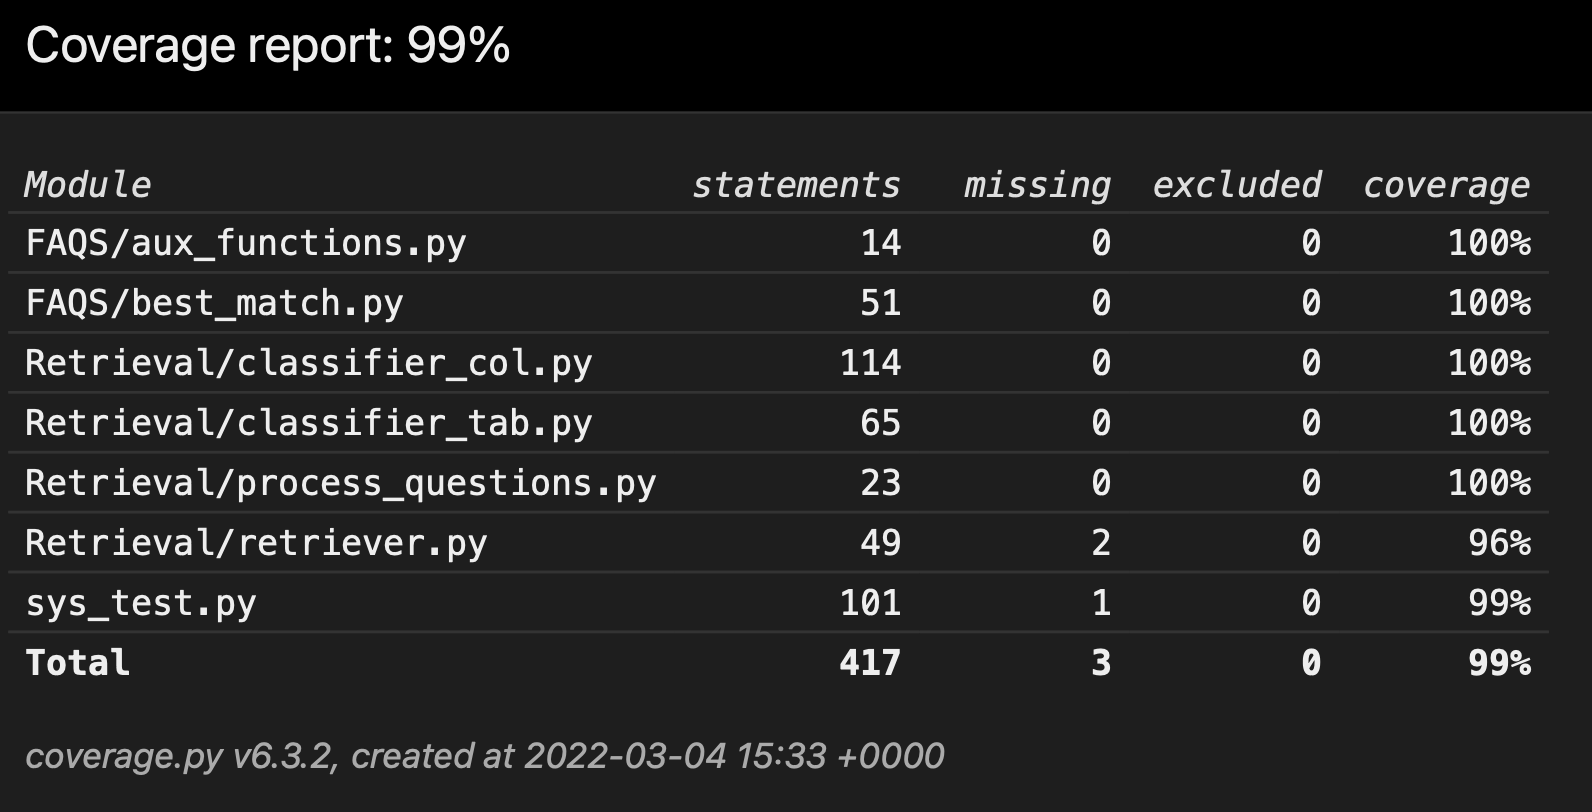 Coverage report: 99%
Module statements missing excluded coverage
FAQS/aux_functions.py 14 0 0 100%
FAQS/best_match.py 51 0 0 100%
Retrieval/classifier_col.py 114 0 0 100%
Retrieval/classifier_tab.py 65 0 0 100%
Retrieval/process_questions.py 23 0 0 100%
Retrieval/retriever.py 49 2 0 96%
sys_test.py 101 1 0 99%
Total 417 3 0 99%
coverage.py v6.3.2, created at 2022-03-04 15:33 +0000